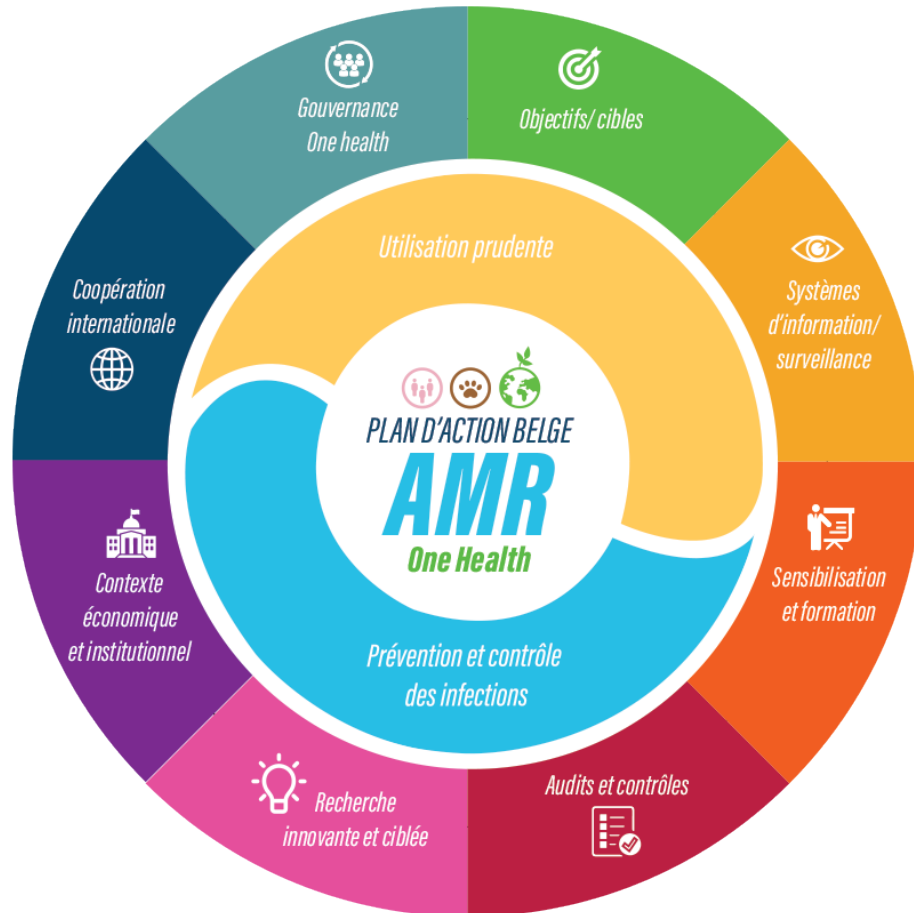 Gouvernance
One health
Objectifs/ cibles
Systèmes
d'information/
surveillance
Sensibilisation
et formation
Audits et contrôles
Recherche
innovante et ciblée
Contexte
économique
et institutionnel
Coopération
internationale
Utilisation prudente
Prévention et contrôle
des infections
PLAN D'ACTION BELGE
AMR
One Health